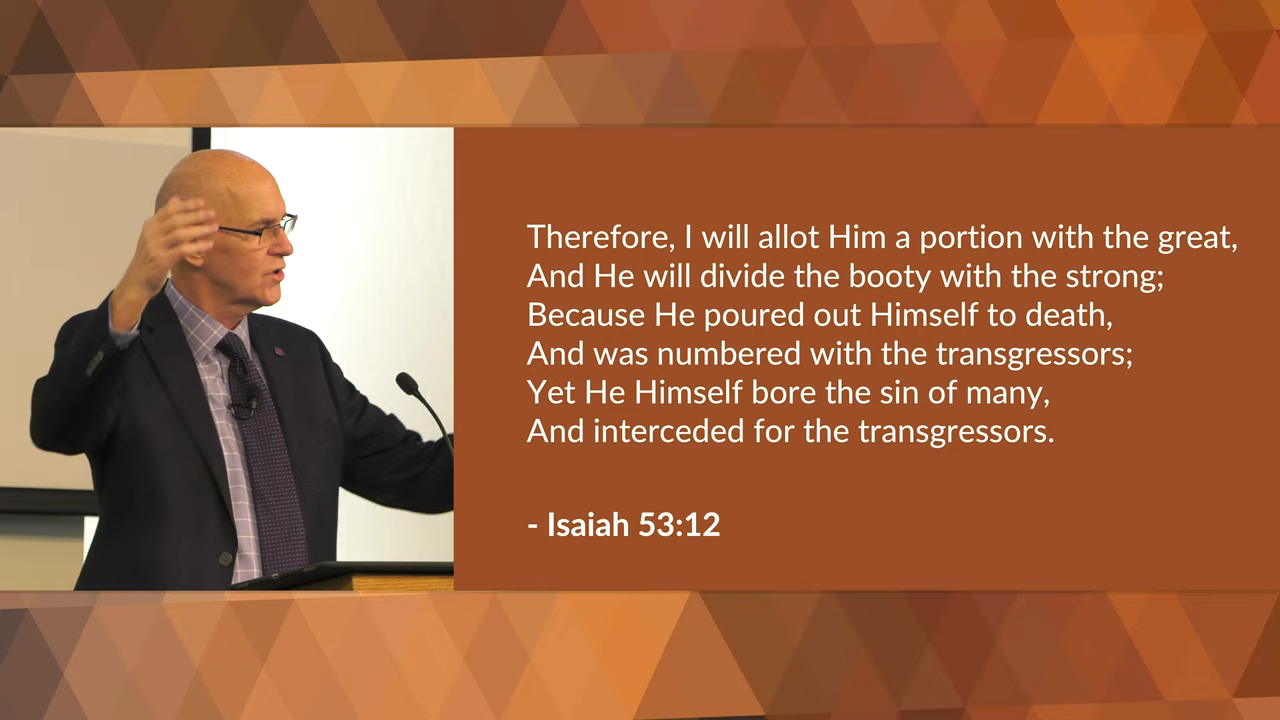 Therefore, I will allot Him a portion with the great,
And He will divide the booty with the strong;
Because He poured out Himself to death,
And was numbered with the transgressors;
Yet He Himself bore the sin of many,
And interceded for the transgressors.
- Isaiah 53:12